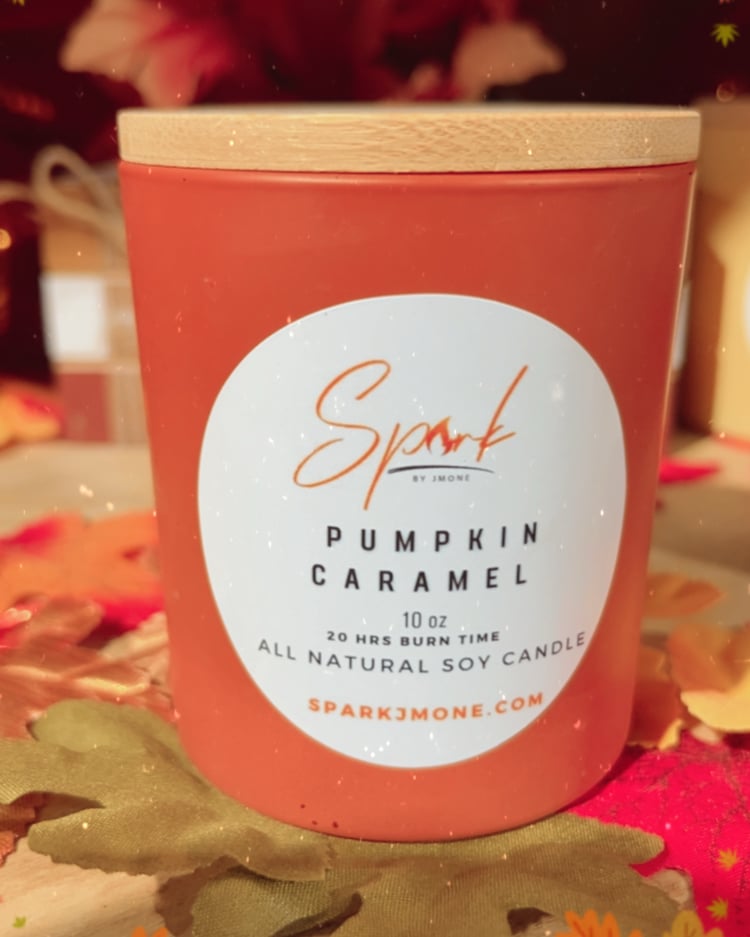 Spark
BY JMONE
PUMPKIN
CARAMEL
10 oz
20 HRS BURN TIME
ALL NATURAL SOY CANDLE
SPARKJMONE.COM